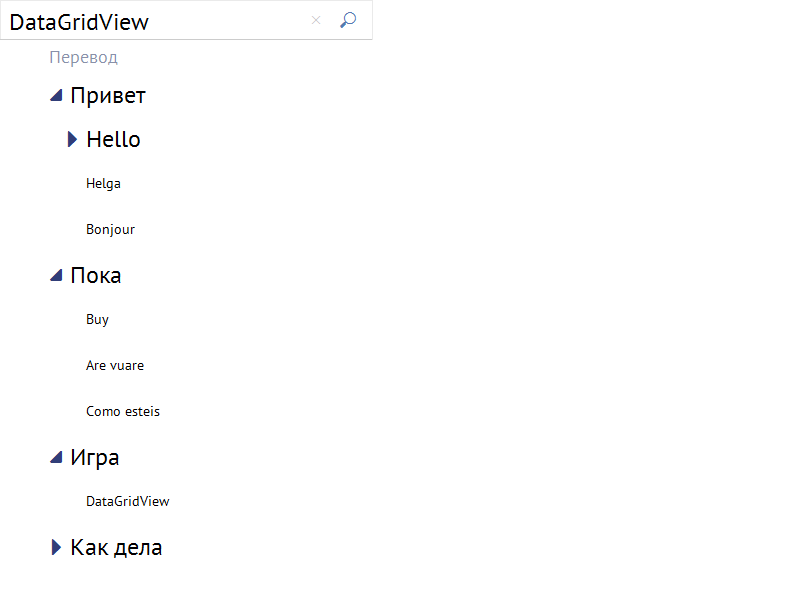 DataGridView
Перевод
Привет
Hello
Helga
Bonjour
Пока
Buy
Are vuare
Como esteis
Игра
DataGridView
Как дела